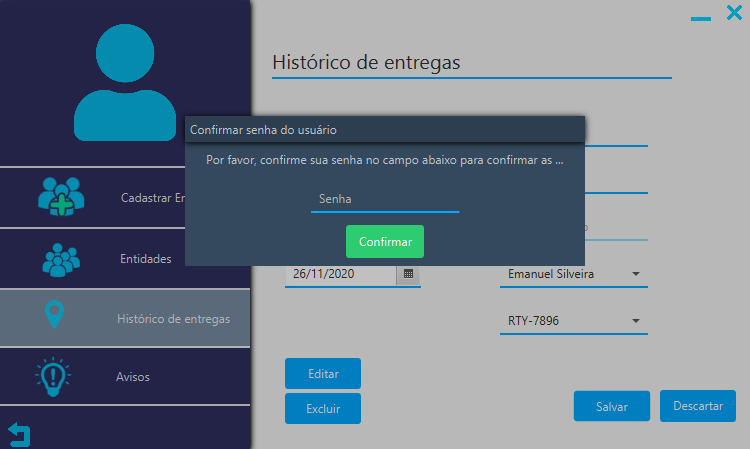 Histórico de entregas
Confirmar senha do usuário
Por favor, confirme sua senha no campo abaixo para confirmar as ...
Senha
Confirmar
Cadastrar En
Entidades
Histórico de entregas
Avisos
26/11/2020
Emanuel Silveira
RTY-7896
Editar
Excluir
Salvar
Descartar